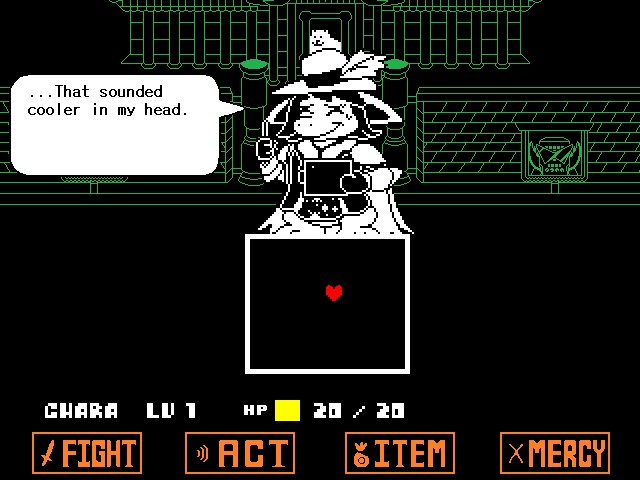 ...That sounded
cooler in my head.
CHARA LV 1 HP 20 / 20
FIGHT ACT ITEM MERCY